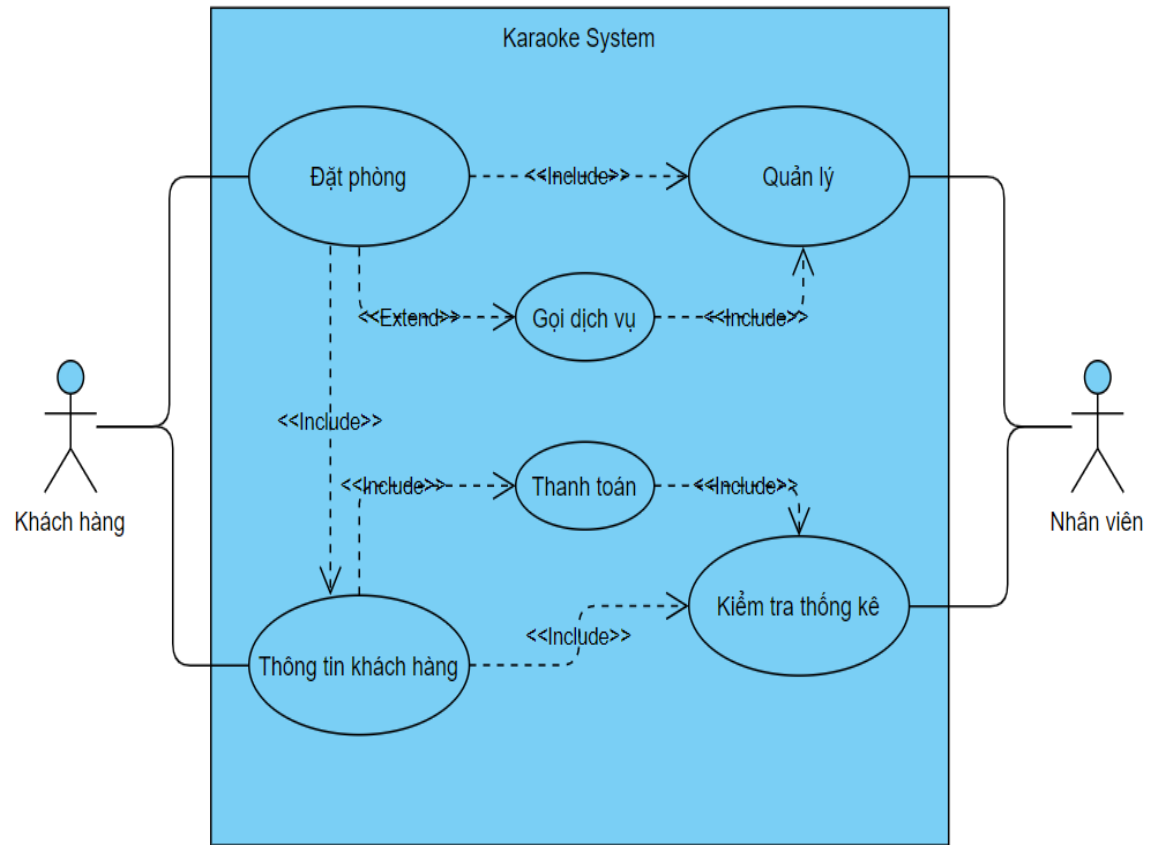 Karaoke System
Đặt phòng
<<Include>>
Quản lý
<<Extend>>
Gọi dịch vụ
<<Include>>
<<Include>>
<<Include>>
Thanh toán
<<Include>>
Khách hàng
Nhân viên
Kiểm tra thống kê
<<Include>>
Thông tin khách hàng